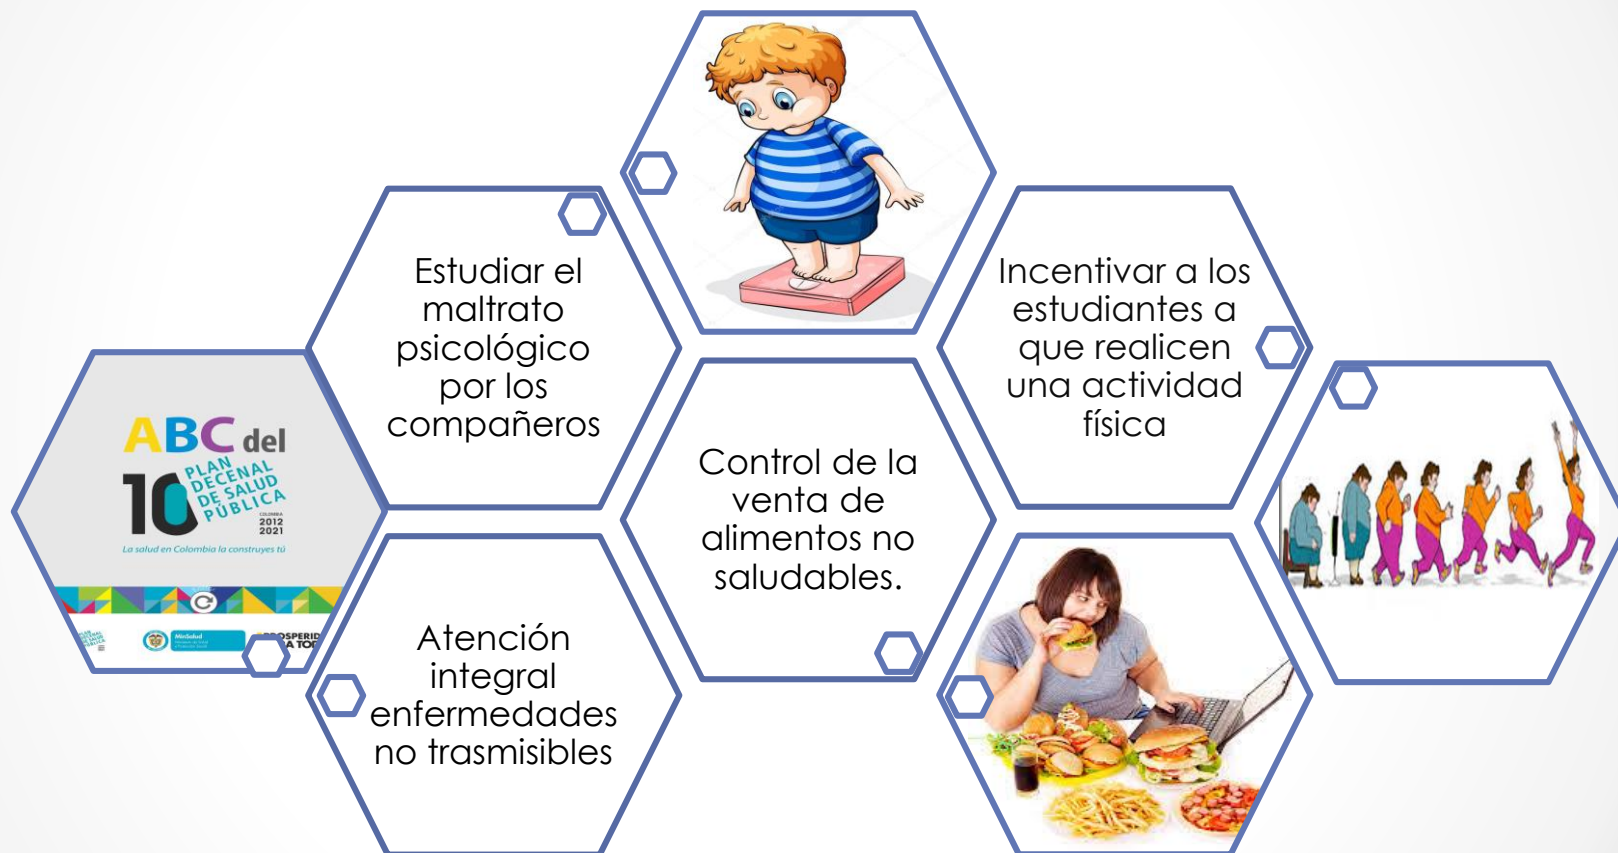 Estudiar el
maltrato
psicológico
por los
compañeros
Incentivar a los
estudiantes a
que realicen
una actividad
física
ABC del
10 PLAN
DECENAL
DE SALUD
PÚBLICA
COLOMBIA
2012
2021
La salud en Colombia la construyes tú
MinSalud
Control de la
venta de
alimentos no
saludables.
Atención
integral
enfermedades
no trasmisibles